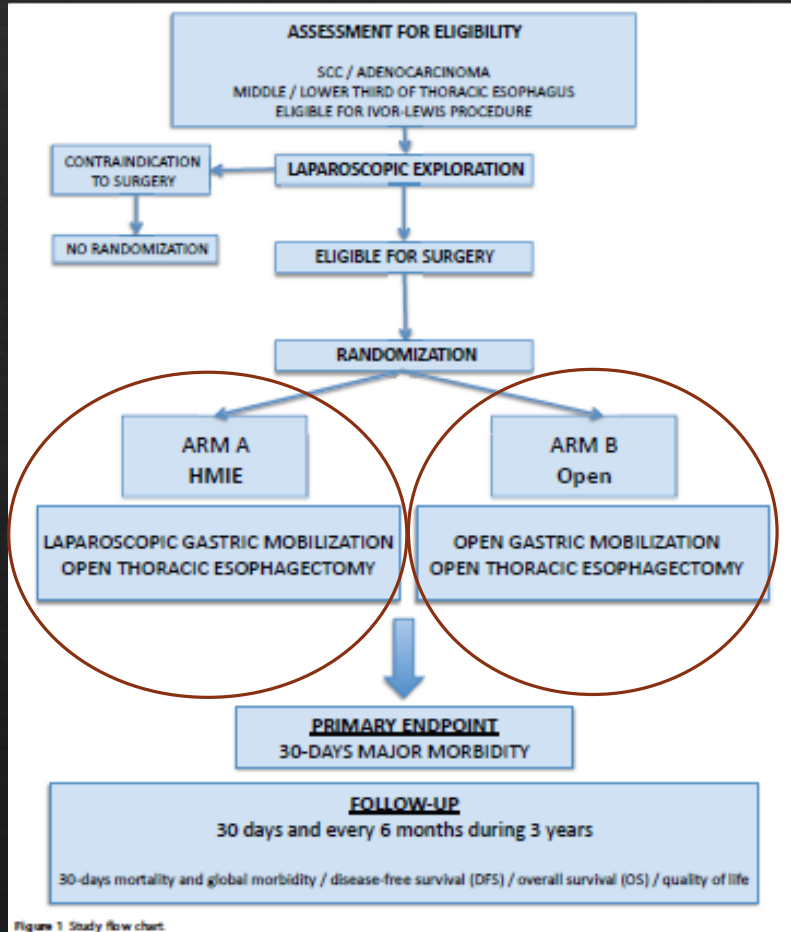 ASSESSMENT FOR ELIGIBILITY
SCC / ADENOCARCINOMA
MIDDLE / LOWER THIRD OF THORACIC ESOPHAGUS
ELIGIBLE FOR IVOR-LEWIS PROCEDURE
CONTRAINDICATION
TO SURGERY
LAPAROSCOPIC EXPLORATION
NO RANDOMIZATION
ELIGIBLE FOR SURGERY
RANDOMIZATION
ARM A
HMIE
LAPAROSCOPIC GASTRIC MOBILIZATION
OPEN THORACIC ESOPHAGECTOMY
ARM B
Open
OPEN GASTRIC MOBILIZATION
OPEN THORACIC ESOPHAGECTOMY
PRIMARY ENDPOINT
30-DAYS MAJOR MORBIDITY
FOLLOW-UP
30 days and every 6 months during 3 years
30-days mortality and global morbidity / disease-free survival (DFS) / overall survival (OS) / quality of life
Figure 1 Study flow chart.